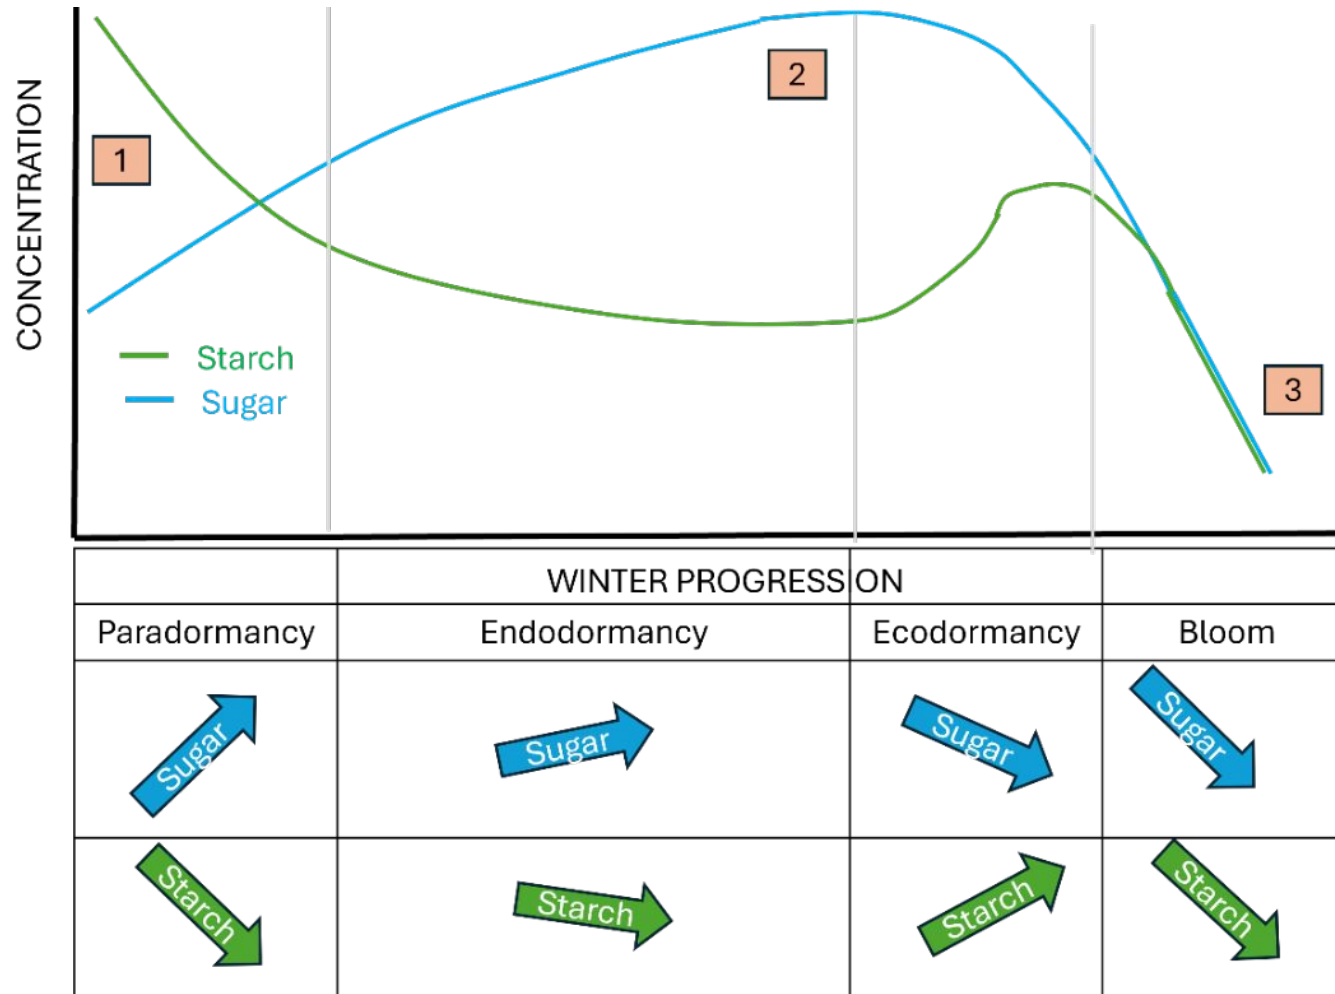 CONCENTRATION
1
2
3
Starch
Sugar
WINTER PROGRESSION
Paradormancy Endodormancy Ecodormancy Bloom
Sugar Sugar Sugar Sugar
Starch Starch Starch Starch